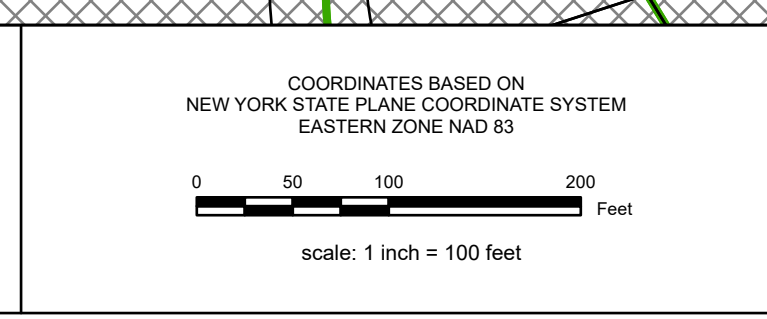 COORDINATES BASED ON
NEW YORK STATE PLANE COORDINATE SYSTEM
EASTERN ZONE NAD 83
0 50 100 200
Feet
scale: 1 inch = 100 feet